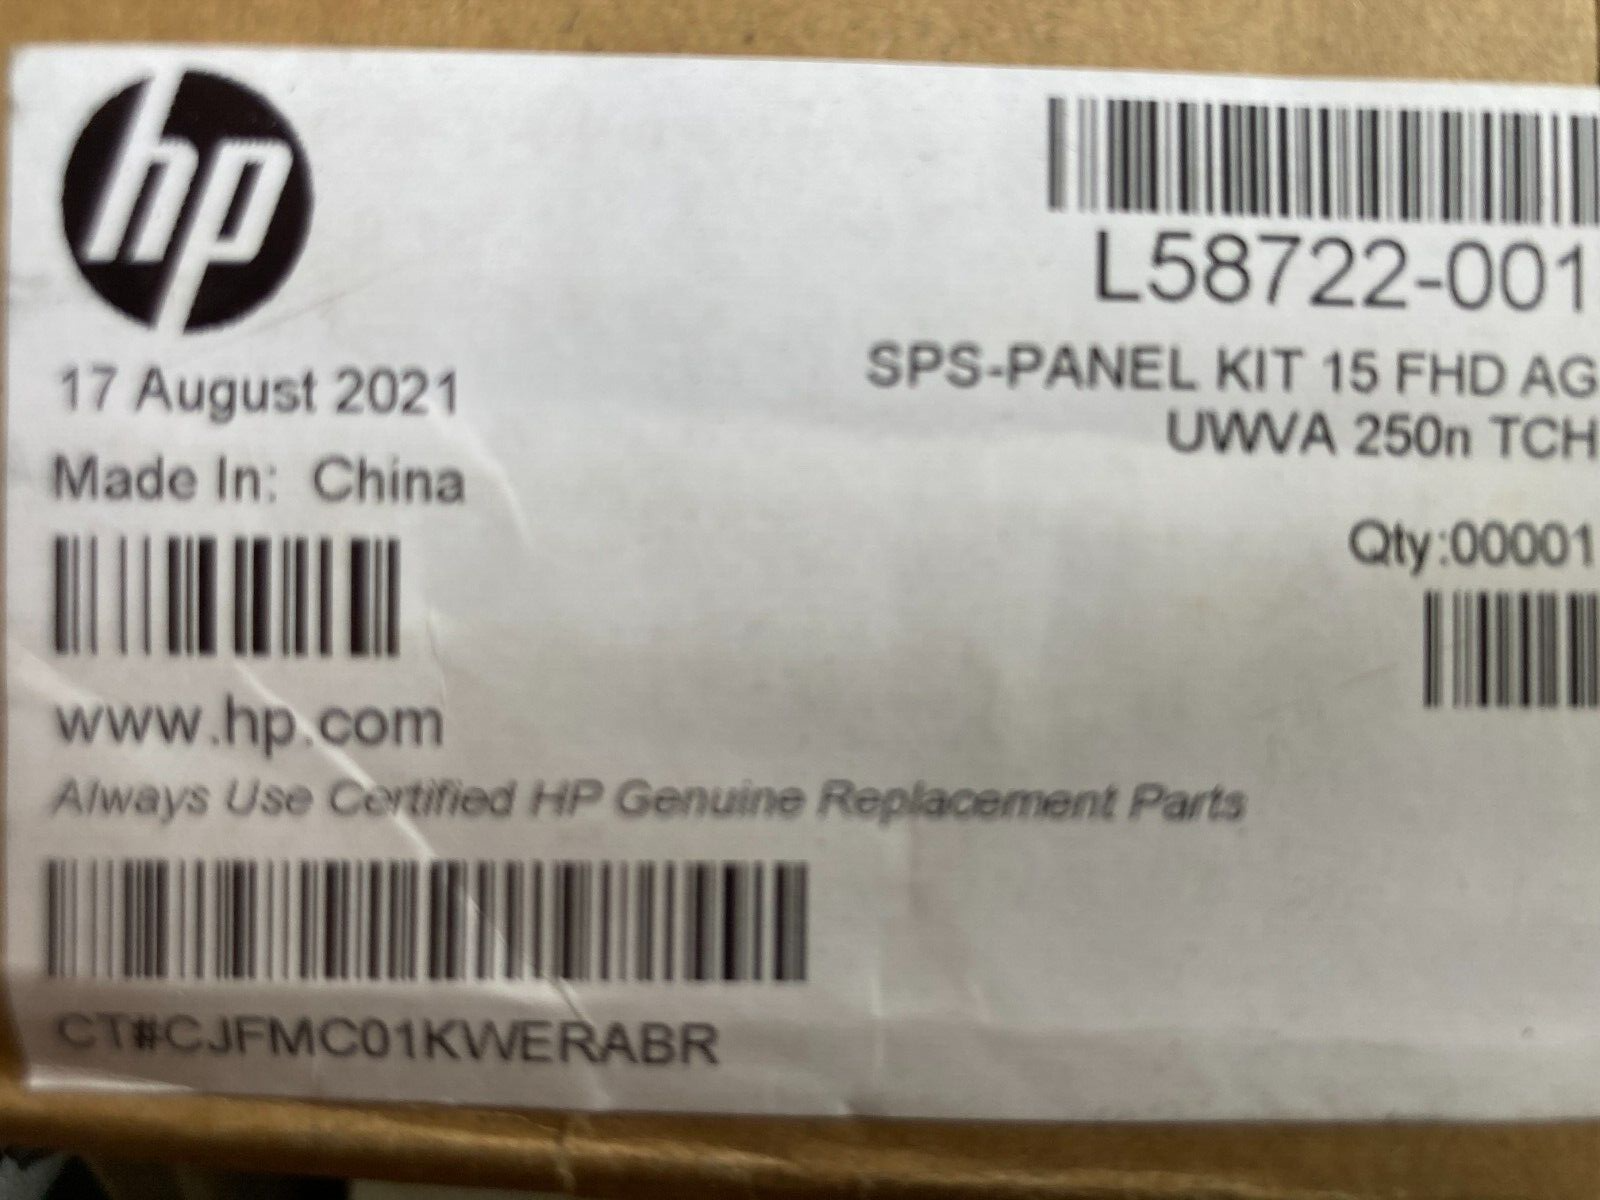 hp
L58722-001
17 August 2021
SPS-PANEL KIT 15 FHD AG
UWVA 250n TCH
Made In: China
Qty:00001
www.hp.com
Always Use Certified HP Genuine Replacement Parts
CT#CJFMC01KWERABR